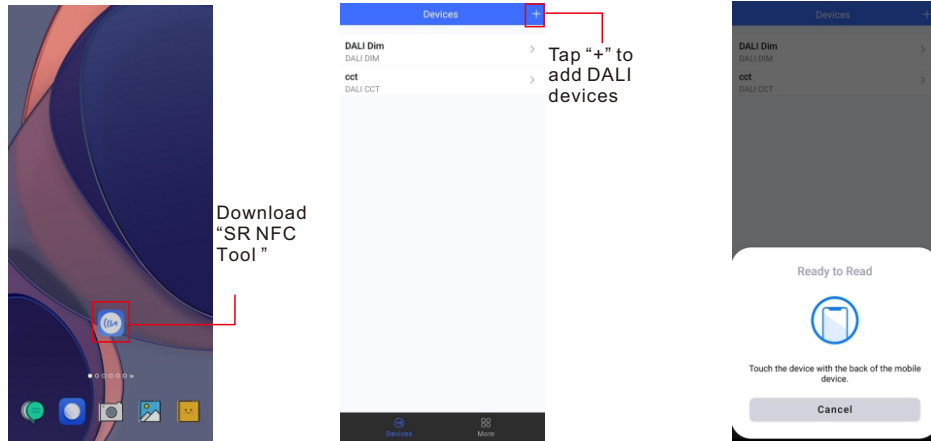 Download
“SR NFC
Tool ”
Devices
+
DALI Dim
DALI DIM
cct
DALI CCT
Tap “+” to
add DALI
devices
Devices
More
Devices
+
DALI Dim
DALI DIM
cct
DALI CCT
Ready to Read
Touch the device with the back of the mobile
device.
Cancel